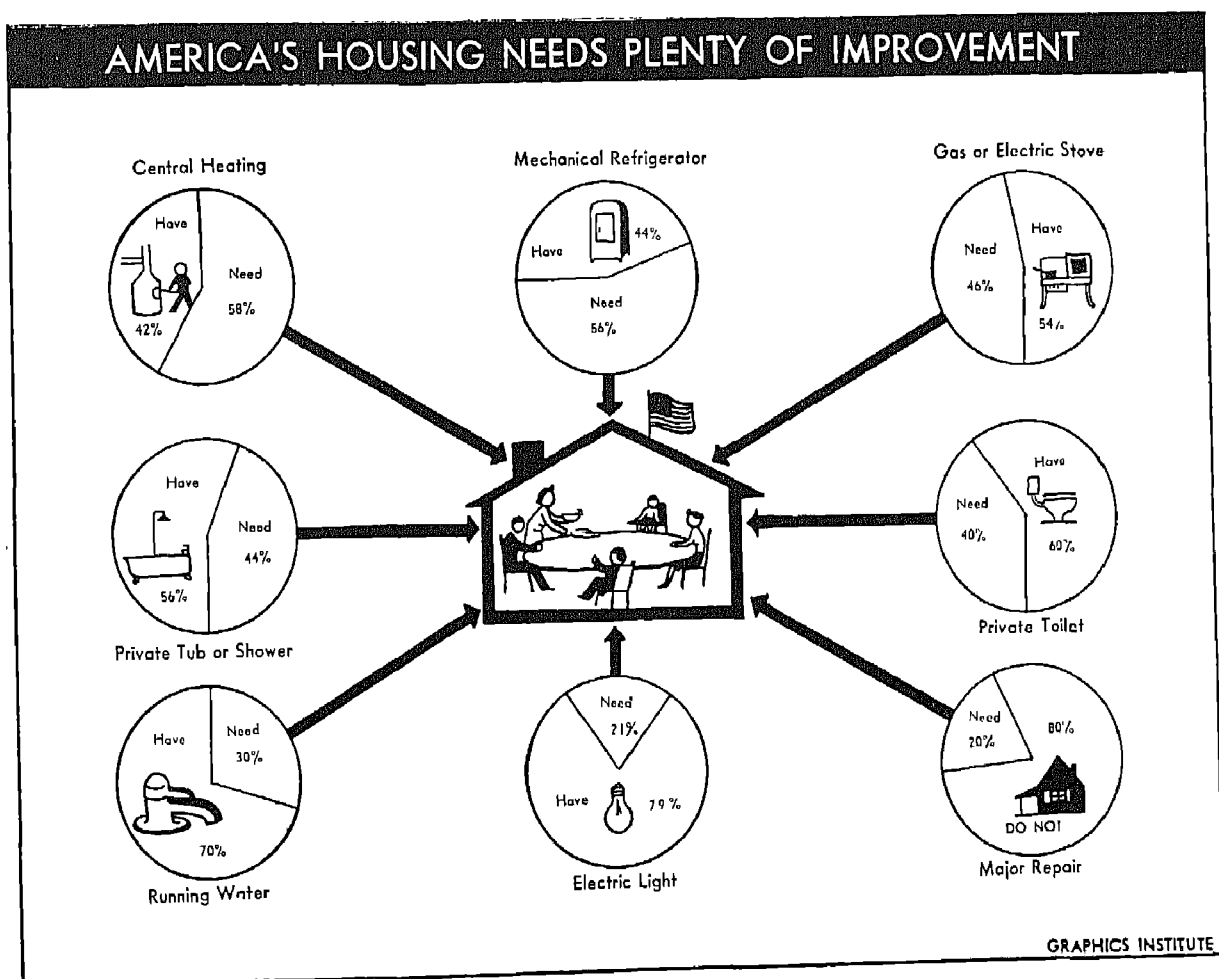 AMERICA'S HOUSING NEEDS PLENTY OF IMPROVEMENT
Central Heating
Have
Need
58%
42%
Mechanical Refrigerator
44%
Have
Need
56%
Gas or Electric Stove
Have
Need
46%
54%
Have
Need
44%
56%
Private Tub or Shower
Have
Need
40%
60%
Private Toilet
Have
Need
30%
70%
Running Water
Need
21%
Have
79%
Electric Light
Need
20%
80%
DO NOT
Major Repair
GRAPHICS INSTITUTE